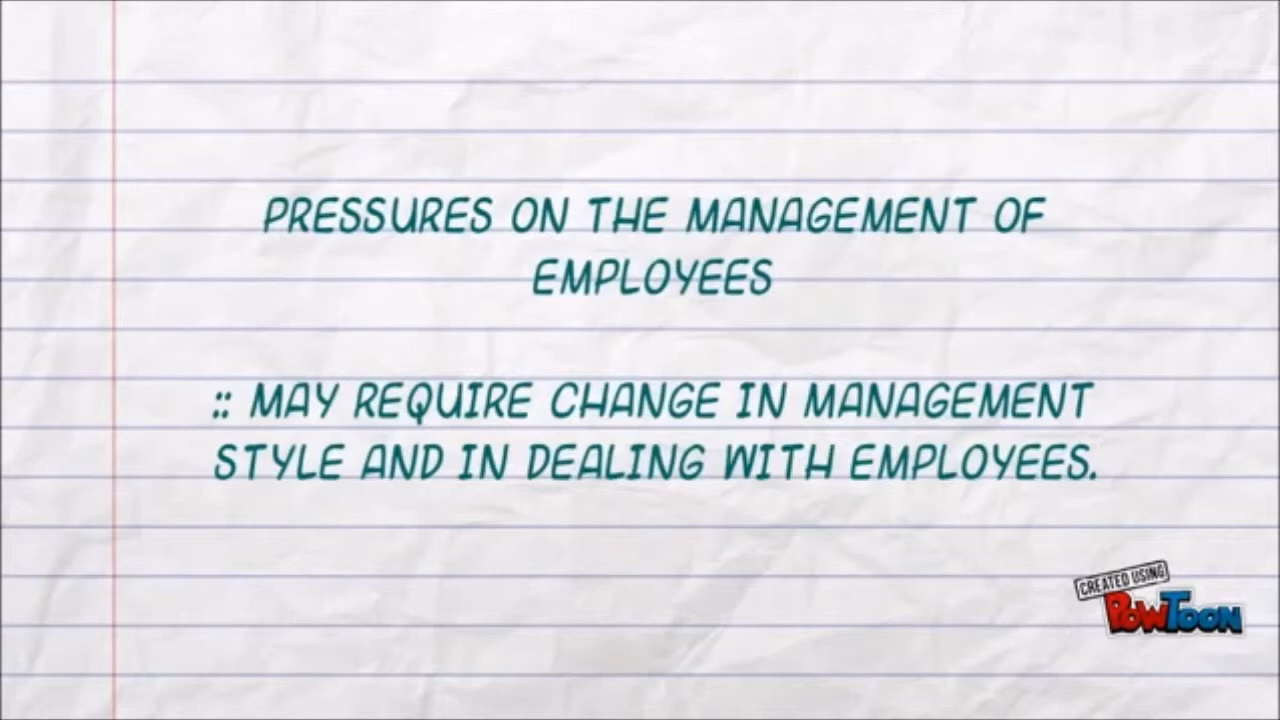 PRESSURES ON THE MANAGEMENT OF
EMPLOYEES
:: MAY REQUIRE CHANGE IN MANAGEMENT
STYLE AND IN DEALING WITH EMPLOYEES.
CREATED USING
POWTOON